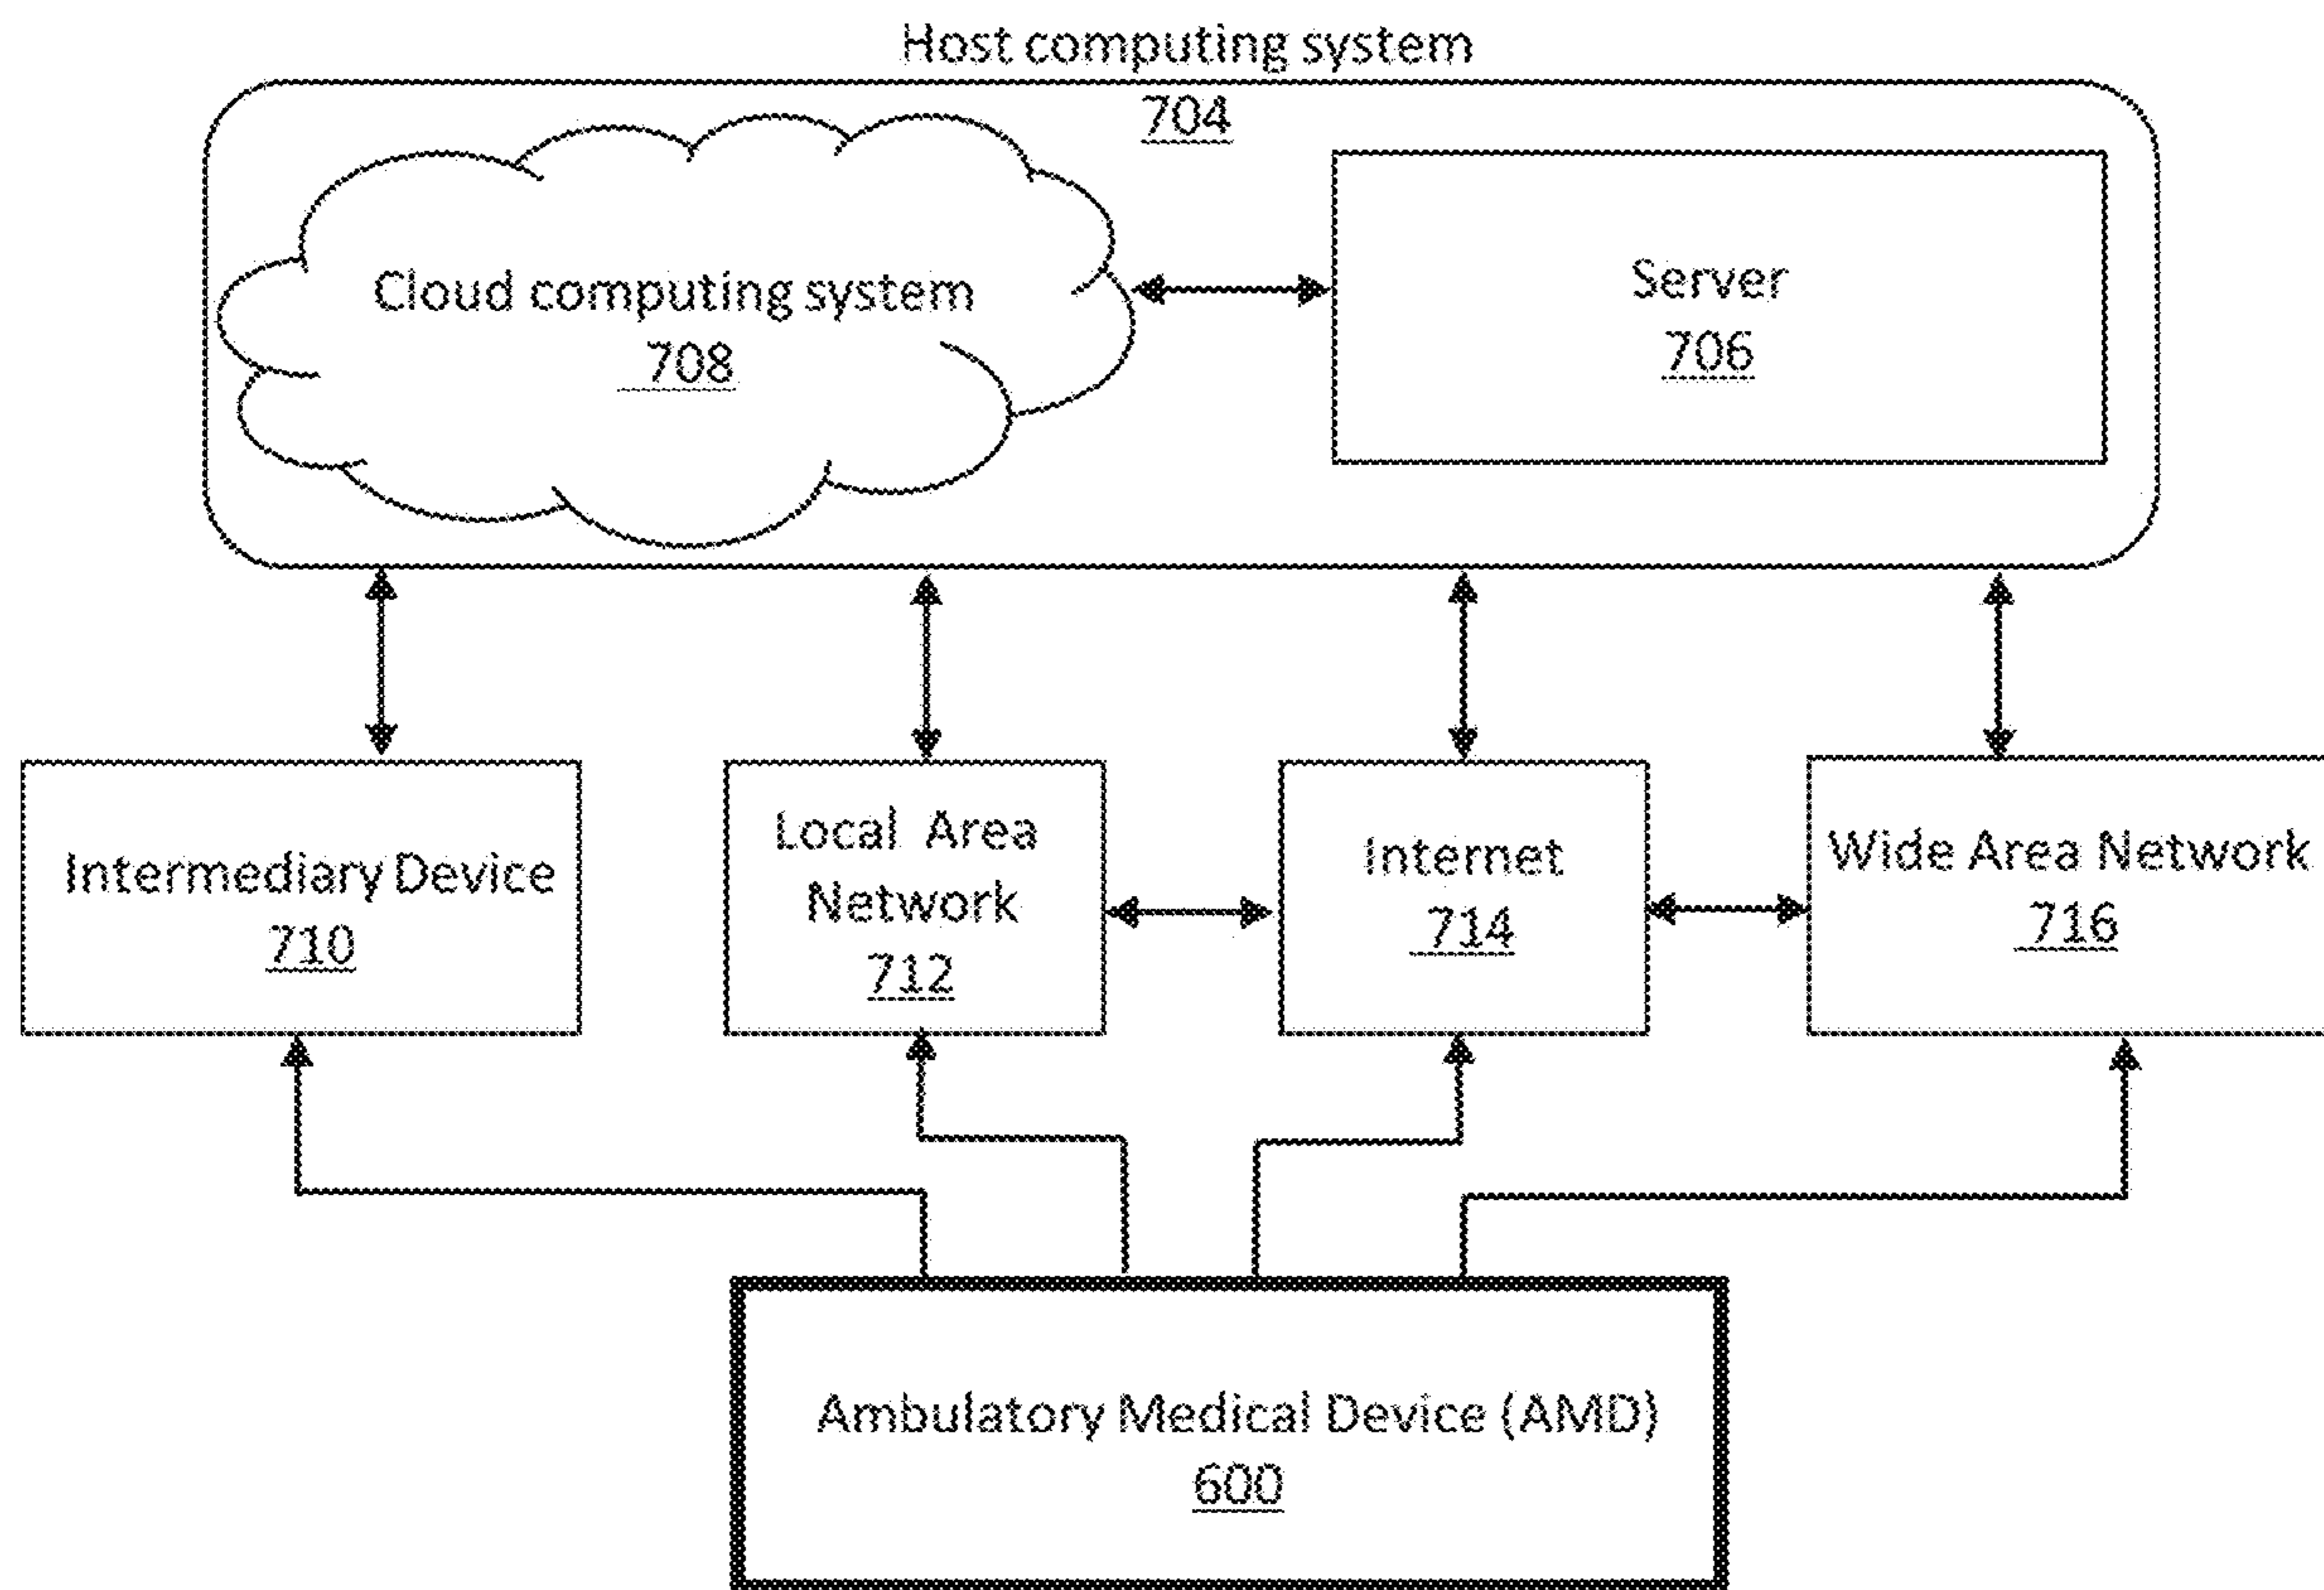 Host computing system
704
Cloud computing system
708
Server
706
Intermediary Device
710
Local Area
Network
712
Internet
714
Wide Area Network
716
Ambulatory Medical Device (AMD)
600